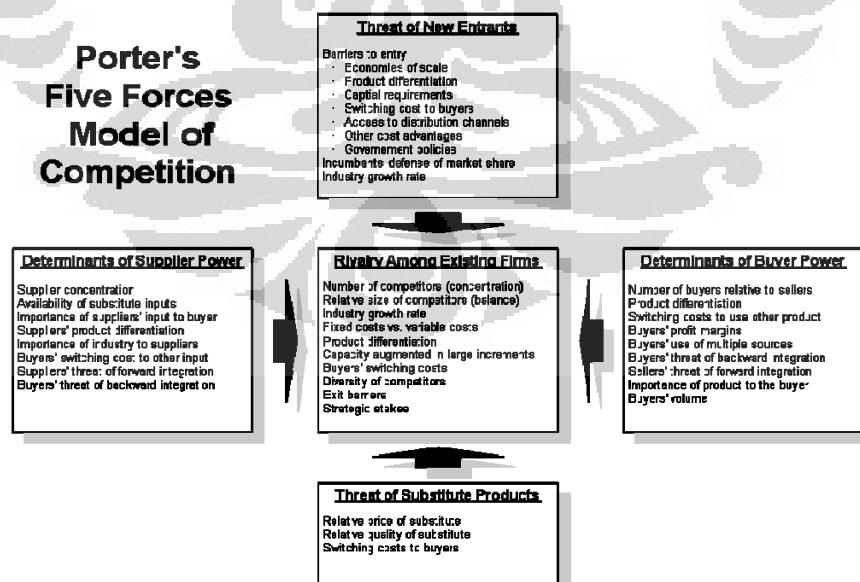 Porter's
Five Forces
Model of
Competition
Threat of New Entrants
Barriers to entry
· Economies of scale
· Product differentiation
· Captial requirements
· Switching cost to buyers
· Access to distribution channels
· Other cost advantages
· Governement policies
Incumbents' defense of market share
Industry growth rate
Determinants of Supplier Power
Supplier concentration
Availability of substitute inputs
Importance of suppliers' input to buyer
Suppliers' product differentiation
Importance of industry to suppliers
Buyers' switching cost to other input
Suppliers' threat of forward integration
Buyers' threat of backward integration
Rivalry Among Existing Firms
Number of competitors (concentration)
Relative size of competitors (balance)
Industry growth rate
Fixed costs vs. variable costs
Product differentiation
Capacity augmented in large increments
Buyers' switching costs
Diversity of competitors
Exit barriers
Strategic stakes
Determinants of Buyer Power
Number of buyers relative to sellers
Product differentiation
Switching costs to use other product
Buyers' profit margins
Buyers' use of multiple sources
Buyers' threat of backward integration
Sellers' threat of forward integration
Importance of product to the buyer
Buyers' volume
Threat of Substitute Products
Relative price of substitute
Relative quality of substitute
Switching costs to buyers